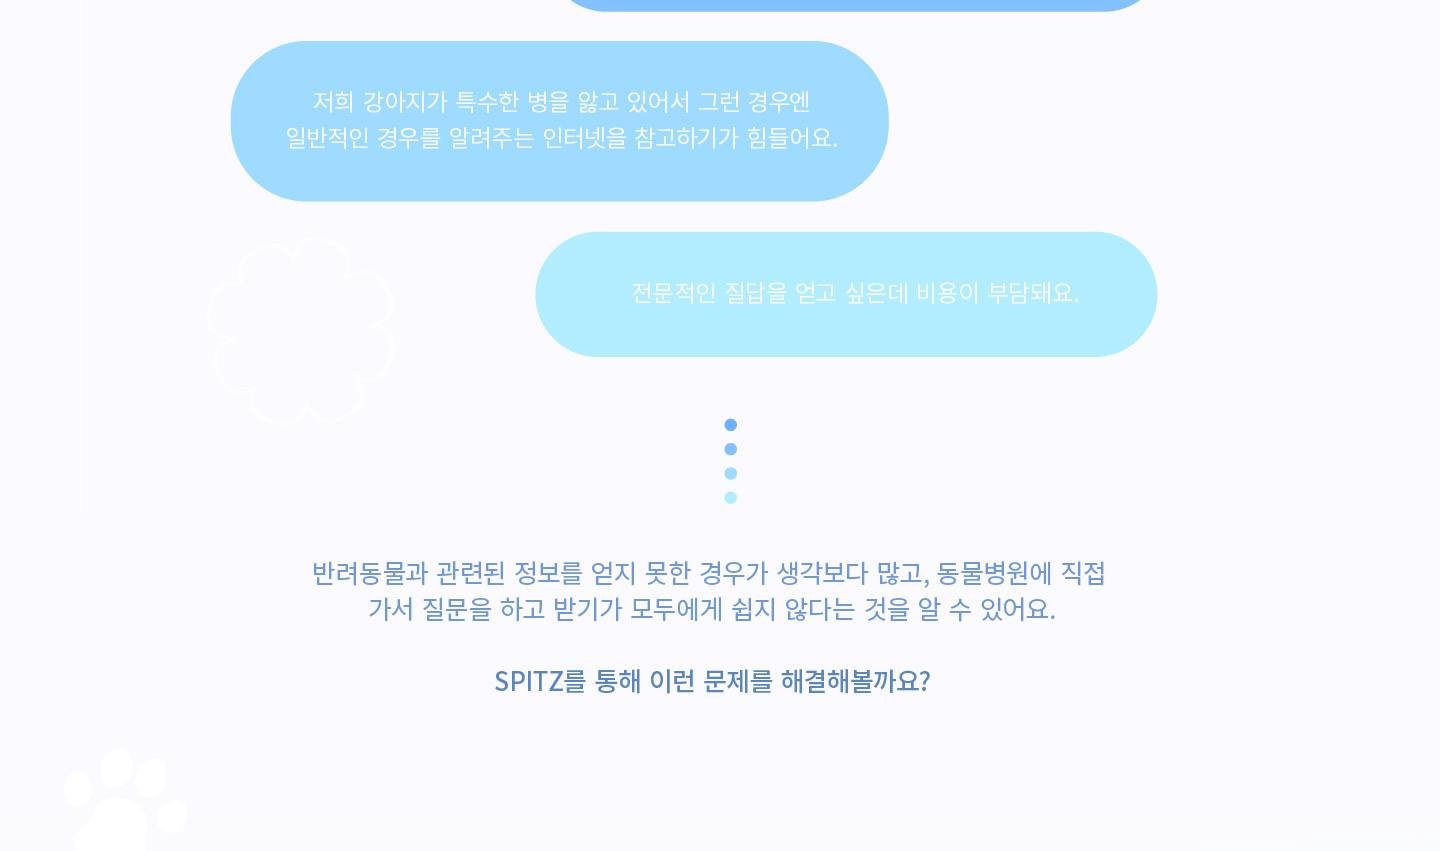 저희 강아지가 특수한 병을 앓고 있어서 그런 경우엔
일반적인 경우를 알려주는 인터넷을 참고하기가 힘들어요.
전문적인 질답을 얻고 싶은데 비용이 부담돼요.
반려동물과 관련된 정보를 얻지 못한 경우가 생각보다 많고, 동물병원에 직접
가서 질문을 하고 받기가 모두에게 쉽지 않다는 것을 알 수 있어요.
SPITZ를 통해 이런 문제를 해결해볼까요?